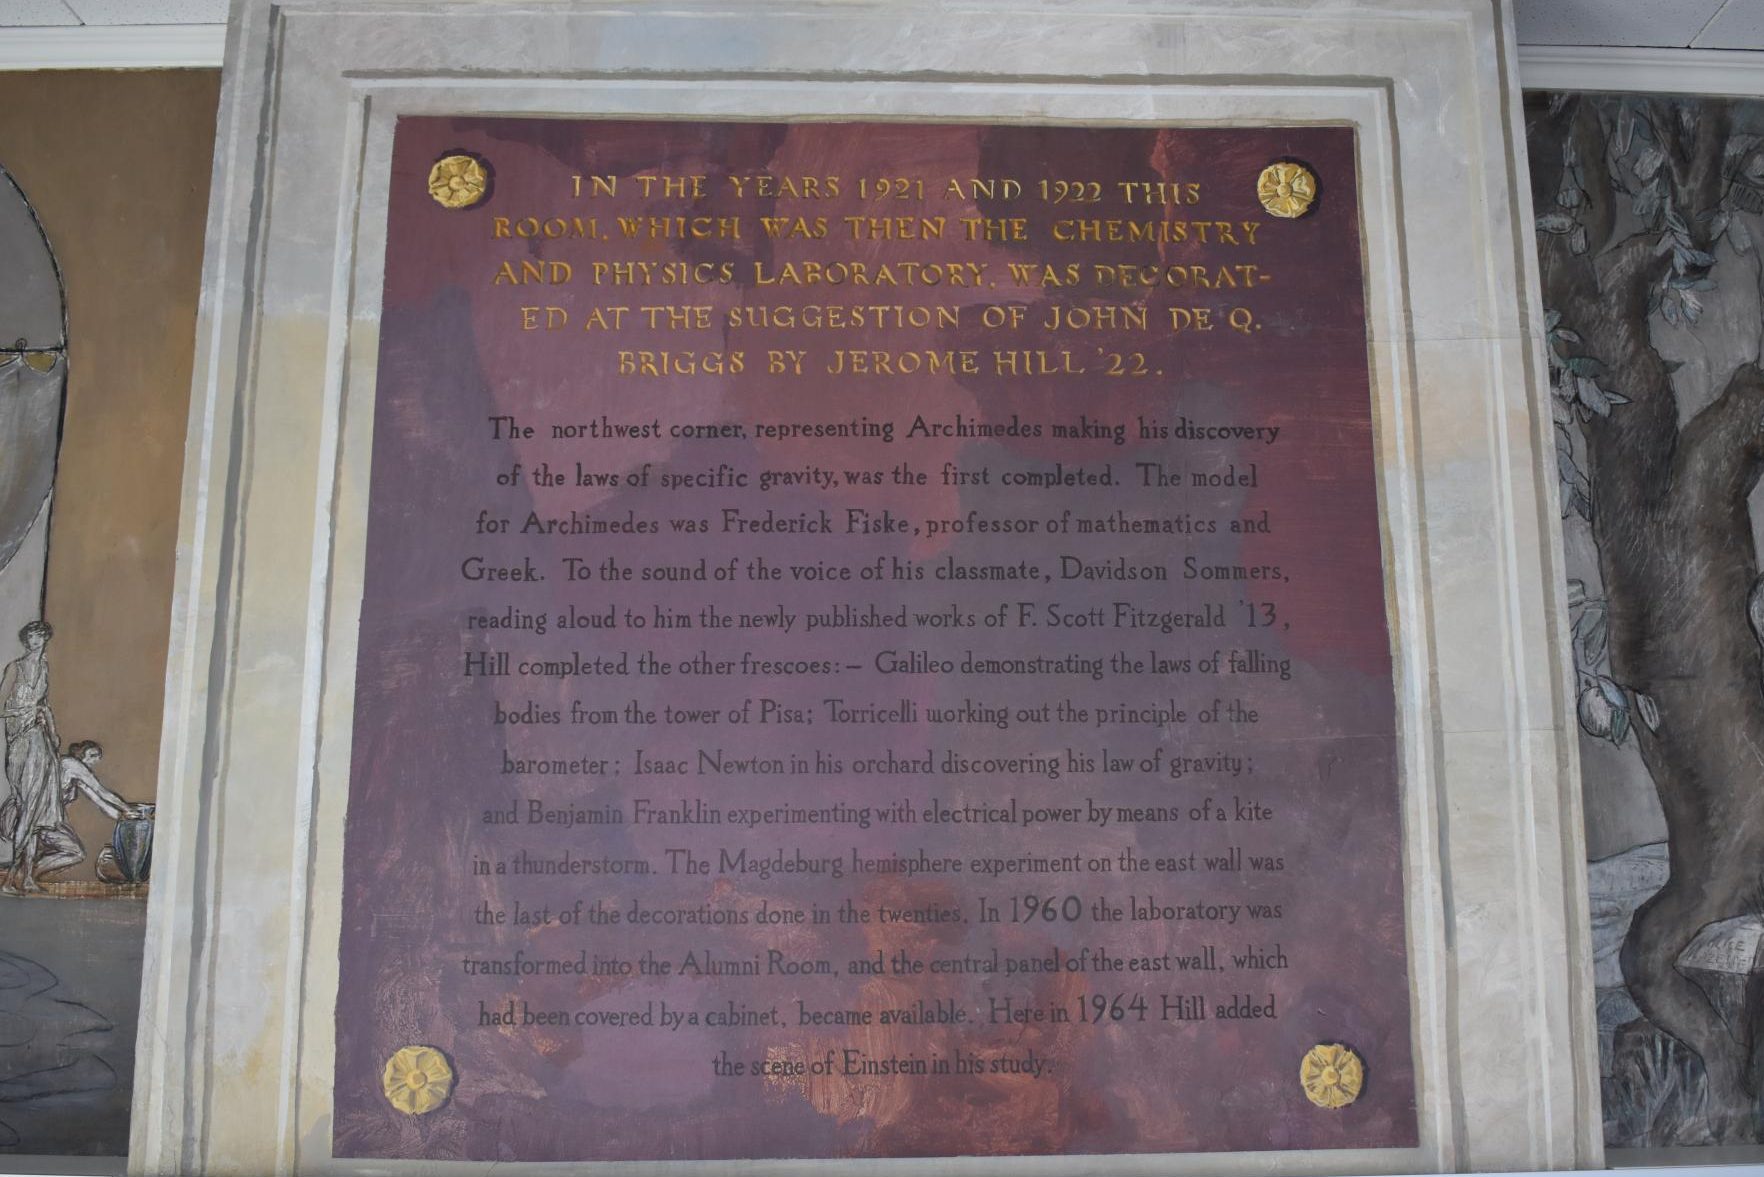 IN THE YEARS 1921 AND 1922 THIS
ROOM, WHICH WAS THEN THE CHEMISTRY
AND PHYSICS LABORATORY, WAS DECORAT-
ED AT THE SUGGESTION OF JOHN DE Q.
BRIGGS BY JEROME HILL '22.
The northwest corner, representing Archimedes making his discovery
of the laws of specific gravity, was the first completed. The model
for Archimedes was Frederick Fiske, professor of mathematics and
Greek. To the sound of the voice of his classmate, Davidson Sommers,
reading aloud to him the newly published works of F. Scott Fitzgerald '13,
Hill completed the other frescoes: – Galileo demonstrating the laws of falling
bodies from the tower of Pisa; Torricelli working out the principle of the
barometer; Isaac Newton in his orchard discovering his law of gravity;
and Benjamin Franklin experimenting with electrical power by means of a kite
in a thunderstorm. The Magdeburg hemisphere experiment on the east wall was
the last of the decorations done in the twenties. In 1960 the laboratory was
transformed into the Alumni Room, and the central panel of the east wall, which
had been covered by a cabinet, became available. Here in 1964 Hill added
the scene of Einstein in his study.